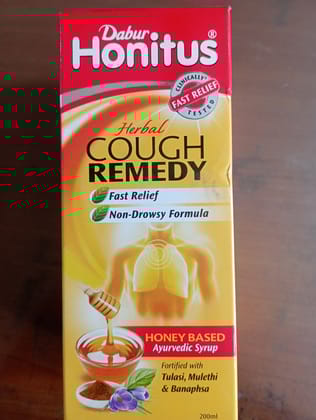 Dabur
Honitus®
CLINICALLY
FAST RELIEF
TESTED
Herbal
COUGH
REMEDY
Fast Relief
Non-Drowsy Formula
HONEY BASED
Ayurvedic Syrup
Fortified with
Tulasi, Mulethi
& Banaphsa
200ml